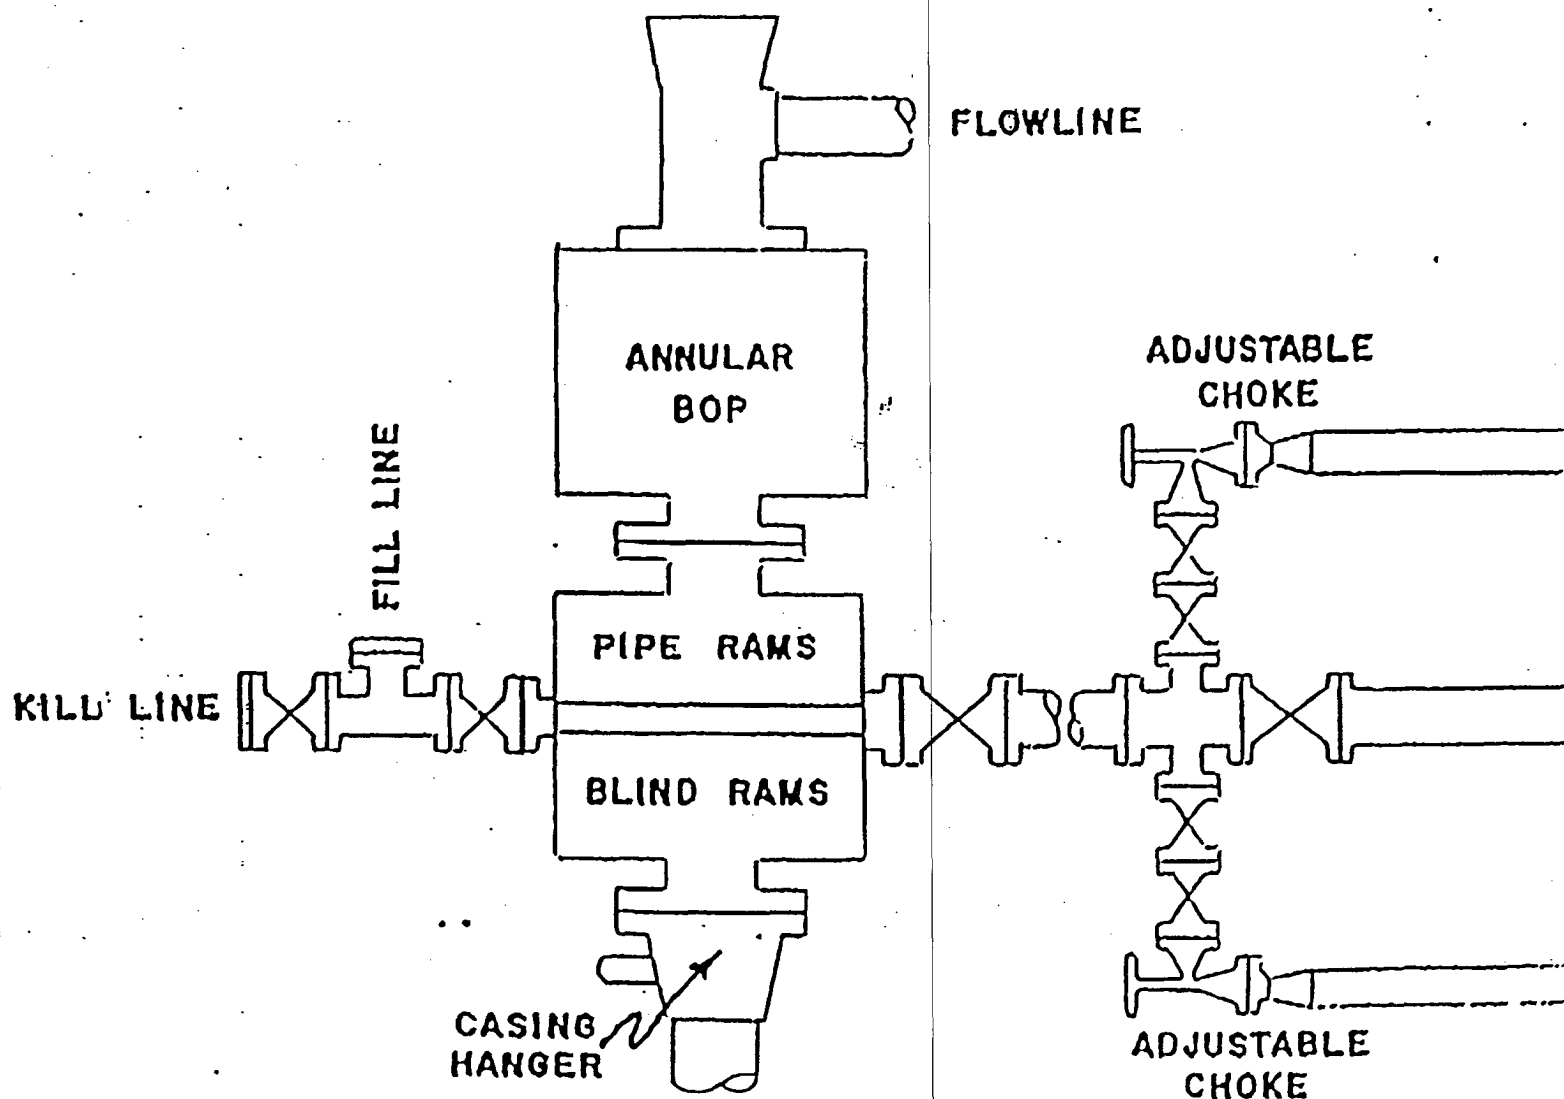 FLOWLINE
ANNULAR
BOP
ADJUSTABLE
CHOKE
FILL LINE
PIPE RAMS
KILL LINE
BLIND RAMS
CASING
HANGER
ADJUSTABLE
CHOKE